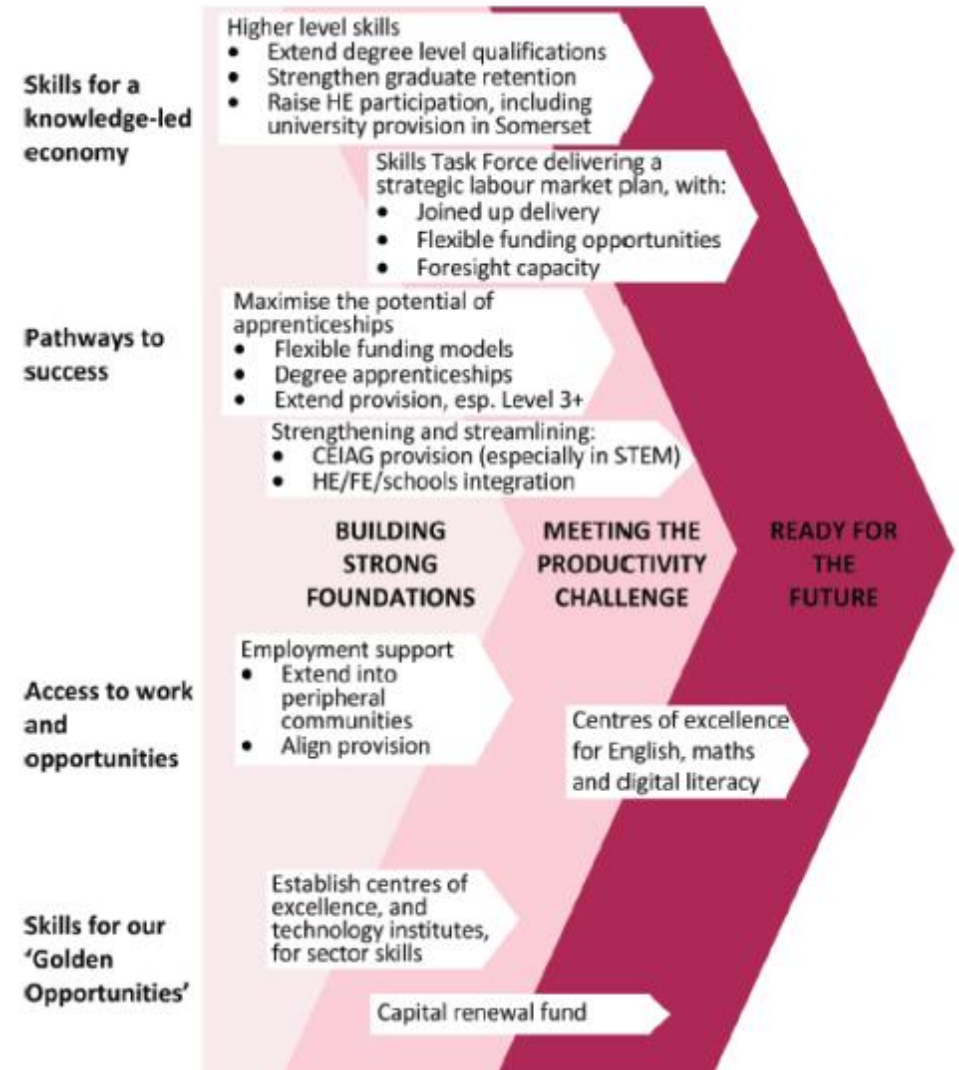 Higher level skills
• Extend degree level qualifications
• Strengthen graduate retention
• Raise HE participation, including
university provision in Somerset
Skills for a
knowledge-led
economy
Skills Task Force delivering a
strategic labour market plan, with:
• Joined up delivery
• Flexible funding opportunities
• Foresight capacity
Maximise the potential of
apprenticeships
• Flexible funding models
• Degree apprenticeships
• Extend provision, esp. Level 3+
Pathways to
success
Strengthening and streamlining:
• CEIAG provision (especially in STEM)
• HE/FE/schools integration
BUILDING
STRONG
FOUNDATIONS
MEETING THE
PRODUCTIVITY
CHALLENGE
READY FOR
THE
FUTURE
Employment support
• Extend into
peripheral
communities
• Align provision
Access to work
and
opportunities
Centres of excellence
for English, maths
and digital literacy
Establish centres of
excellence, and
technology institutes,
for sector skills
Skills for our
‘Golden
Opportunities’
Capital renewal fund